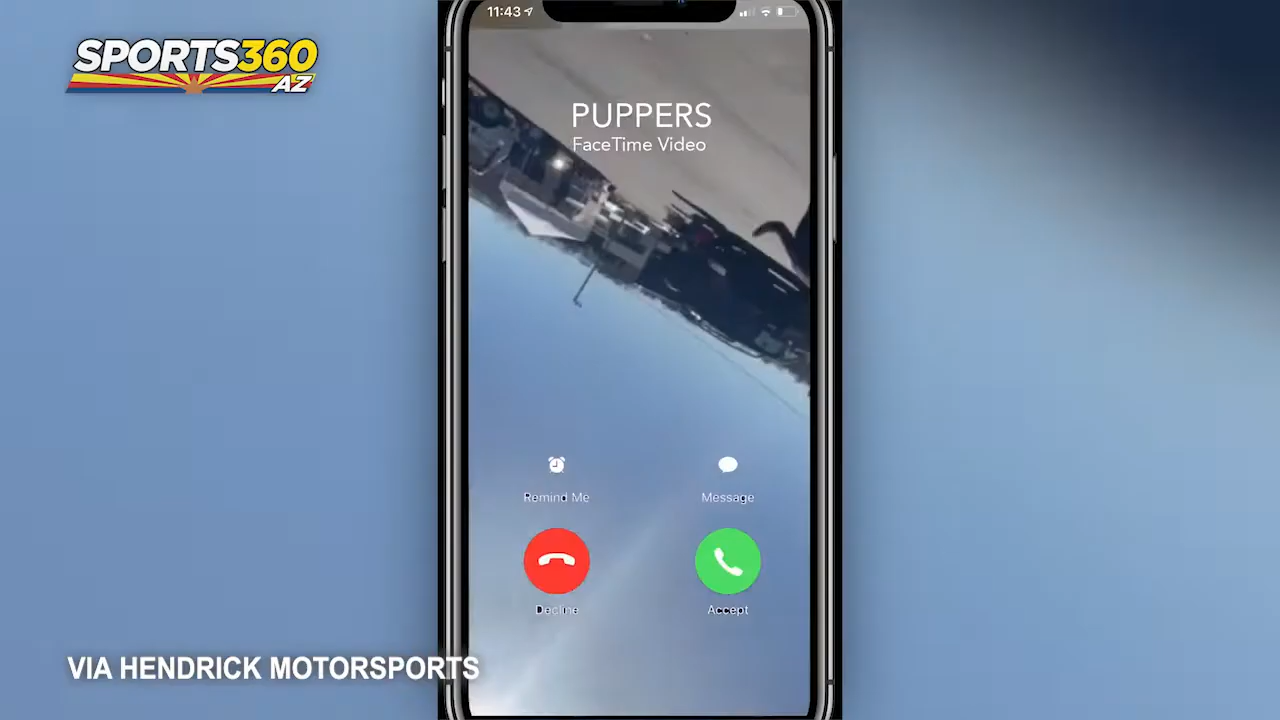 11:43
SPORTS360
AZ
PUPPERS
FaceTime Video
Remind Me
Message
Decline
Accept
VIA HENDRICK MOTORSPORTS